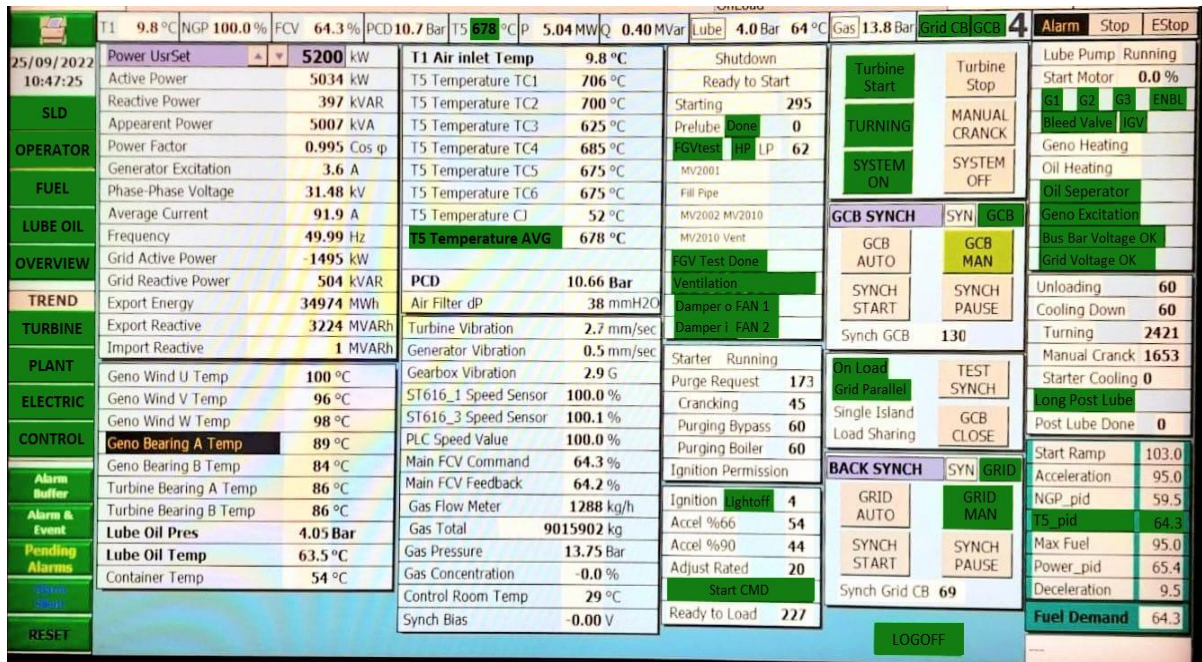 OnLoad
T1 9.8 °C NGP 100.0 % FCV 64.3 % PCD 10.7 Bar T5 678 °C P 5.04 MW Q 0.40 MVar Lube 4.0 Bar 64 °C Gas 13.8 Bar Grid CB GCB 4 Alarm Stop EStop
25/09/2022
10:47:25
SLD
OPERATOR
FUEL
LUBE OIL
OVERVIEW
TREND
TURBINE
PLANT
ELECTRIC
CONTROL
Alarm
Buffer
Alarm &
Event
Pending
Alarms
RESET
Power UsrSet 5200 kW
Active Power 5034 kW
Reactive Power 397 kVAR
Appearent Power 5007 kVA
Power Factor 0.995 Cos φ
Generator Excitation 3.6 A
Phase-Phase Voltage 31.48 kV
Average Current 91.9 A
Frequency 49.99 Hz
Grid Active Power -1495 kW
Grid Reactive Power 504 kVAR
Export Energy 34974 MWh
Export Reactive 3224 MVARh
Import Reactive 1 MVARh
Geno Wind U Temp 100 °C
Geno Wind V Temp 96 °C
Geno Wind W Temp 98 °C
Geno Bearing A Temp 89 °C
Geno Bearing B Temp 84 °C
Turbine Bearing A Temp 86 °C
Turbine Bearing B Temp 86 °C
Lube Oil Pres 4.05 Bar
Lube Oil Temp 63.5 °C
Container Temp 54 °C
T1 Air inlet Temp 9.8 °C
T5 Temperature TC1 706 °C
T5 Temperature TC2 700 °C
T5 Temperature TC3 625 °C
T5 Temperature TC4 685 °C
T5 Temperature TC5 675 °C
T5 Temperature TC6 675 °C
T5 Temperature CJ 52 °C
T5 Temperature AVG 678 °C
PCD 10.66 Bar
Air Filter dP 38 mmH2O
Turbine Vibration 2.7 mm/sec
Generator Vibration 0.5 mm/sec
Gearbox Vibration 2.9 G
ST616_1 Speed Sensor 100.0 %
ST616_3 Speed Sensor 100.1 %
PLC Speed Value 100.0 %
Main FCV Command 64.3 %
Main FCV Feedback 64.2 %
Gas Flow Meter 1288 kg/h
Gas Total 9015902 kg
Gas Pressure 13.75 Bar
Gas Concentration -0.0 %
Control Room Temp 29 °C
Synch Bias -0.00 V
Shutdown
Ready to Start
Starting 295
Prelube Done 0
FGVtest HP LP 62
MV2001
Fill Pipe
MV2002 MV2010
MV2010 Vent
FGV Test Done
Ventilation
Damper o FAN 1
Damper i FAN 2
Starter Running
Purge Request 173
Crancking 45
Purging Bypass 60
Purging Boiler 60
Ignition Permission
Ignition Lightoff 4
Accel %66 54
Accel %90 44
Adjust Rated 20
Start CMD
Ready to Load 227
Turbine Start
Turbine Stop
TURNING
MANUAL CRANCK
SYSTEM ON
SYSTEM OFF
GCB SYNCH SYN GCB
GCB AUTO
GCB MAN
SYNCH START
SYNCH PAUSE
Synch GCB 130
On Load
Grid Parallel
Single Island
Load Sharing
TEST SYNCH
GCB CLOSE
BACK SYNCH SYN GRID
GRID AUTO
GRID MAN
SYNCH START
SYNCH PAUSE
Synch Grid CB 69
LOGOFF
Lube Pump Running
Start Motor 0.0 %
G1 G2 G3 ENBL
Bleed Valve IGV
Geno Heating
Oil Heating
Oil Seperator
Geno Excitation
Bus Bar Voltage OK
Grid Voltage OK
Unloading 60
Cooling Down 60
Turning 2421
Manual Cranck 1653
Starter Cooling 0
Long Post Lube
Post Lube Done 0
Start Ramp 103.0
Acceleration 95.0
NGP_pid 59.5
T5_pid 64.3
Max Fuel 95.0
Power_pid 65.4
Deceleration 9.5
Fuel Demand 64.3